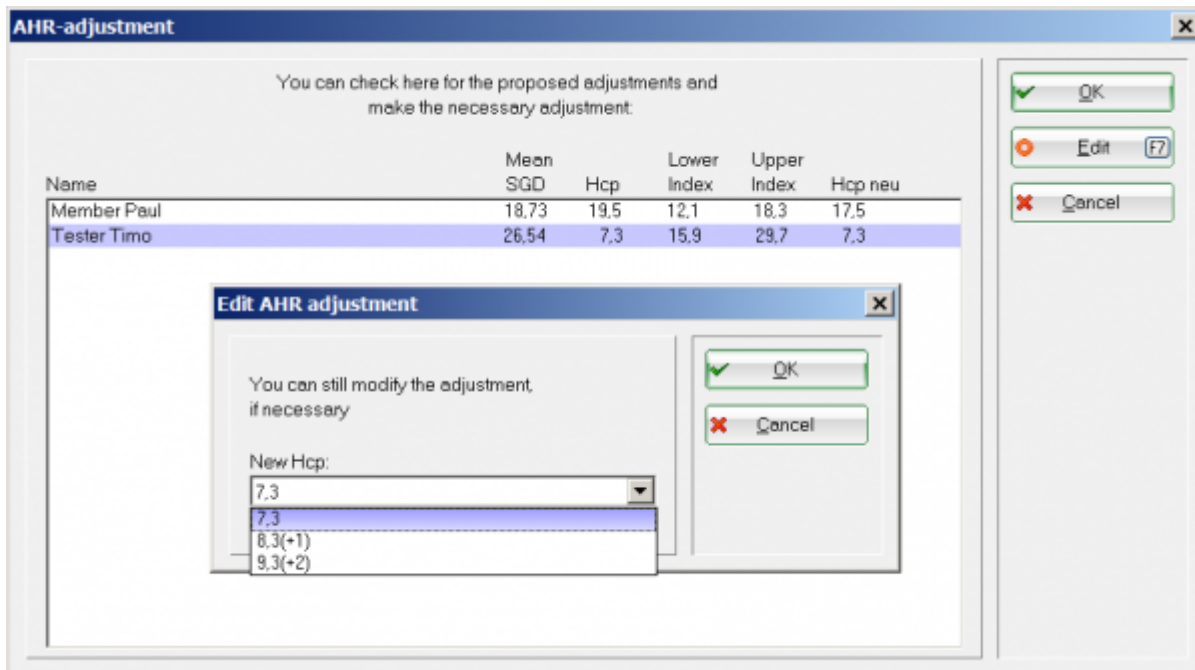 AHR-adjustment
You can check here for the proposed adjustments and
make the necessary adjustment:
OK
Edit F7
Cancel
Mean Lower Upper
Name SGD Hcp Index Index Hcp neu
Member Paul 18,73 19,5 12,1 18,3 17,5
Tester Timo 26,54 7,3 15,9 29,7 7,3
Edit AHR adjustment
You can still modify the adjustment,
if necessary
OK
Cancel
New Hcp:
7,3
7,3
8,3(+1)
9,3(+2)